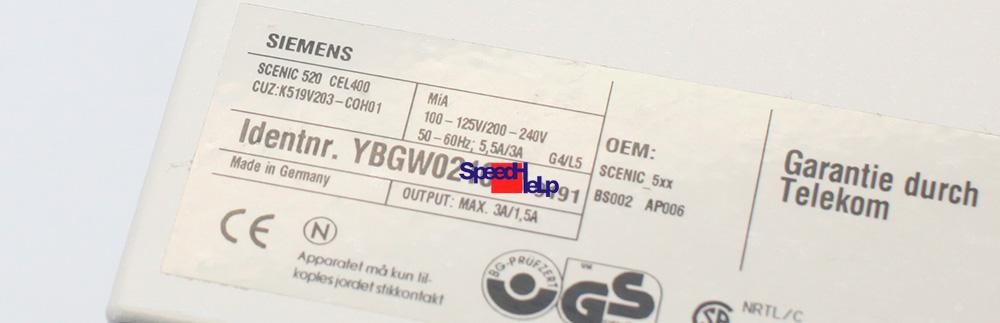 SIEMENS
SCENIC 520 CEL400
CUZ:K519V203-COH01
MiA
100-125V/200-240V
50-60Hz; 5,5A/3A G4/L5
Identnr.
Made in Germany
OUTPUT: MAX. 3A/1,5A
OEM:
SCENIC_5xx
BS002 AP006
Garantie durch
Telekom
CE
N
Apparatet må kun til-
koples jordet stikkontakt
BG-PRÜFZERT
GS
NRTL/C
SpeedHelp